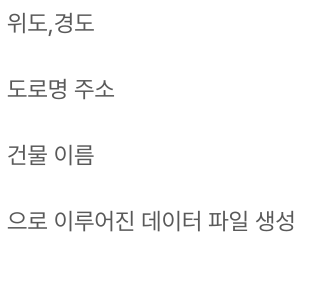 위도,경도
도로명 주소
건물 이름
으로 이루어진 데이터 파일 생성